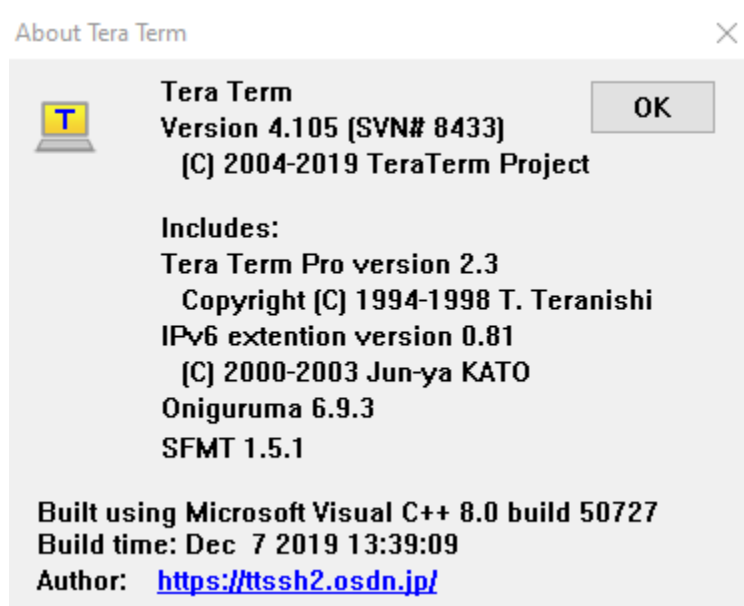 About Tera Term
T
Tera Term
OK
Version 4.105 (SVN# 8433)
(C) 2004-2019 TeraTerm Project
Includes:
Tera Term Pro version 2.3
Copyright (C) 1994-1998 T. Teranishi
IPv6 extention version 0.81
(C) 2000-2003 Jun-ya KATO
Oniguruma 6.9.3
SFMT 1.5.1
Built using Microsoft Visual C++ 8.0 build 50727
Build time: Dec  7 2019 13:39:09
Author: https://ttssh2.osdn.jp/